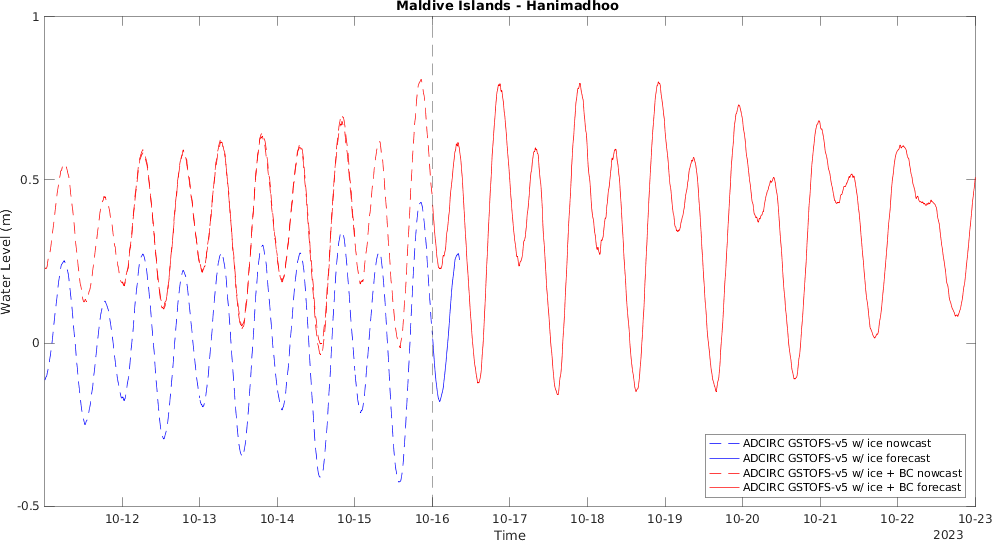 Maldive Islands - Hanimadhoo
1
0.5
0
-0.5
Water Level (m)
10-12 10-13 10-14 10-15 10-16 10-17 10-18 10-19 10-20 10-21 10-22 10-23
Time
2023
ADCIRC GSTOFS-v5 w/ ice nowcast
ADCIRC GSTOFS-v5 w/ ice forecast
ADCIRC GSTOFS-v5 w/ ice + BC nowcast
ADCIRC GSTOFS-v5 w/ ice + BC forecast